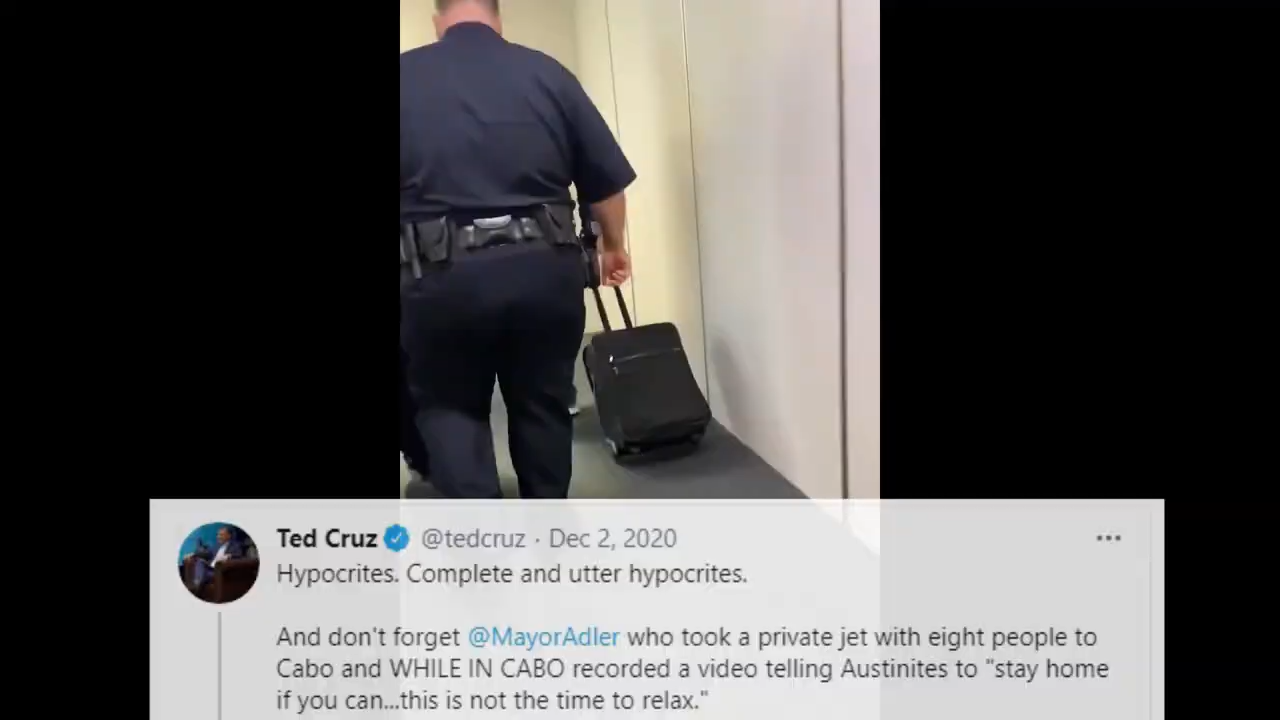 Ted Cruz @tedcruz · Dec 2, 2020
Hypocrites. Complete and utter hypocrites.
And don't forget @MayorAdler who took a private jet with eight people to
Cabo and WHILE IN CABO recorded a video telling Austinites to "stay home
if you can...this is not the time to relax."